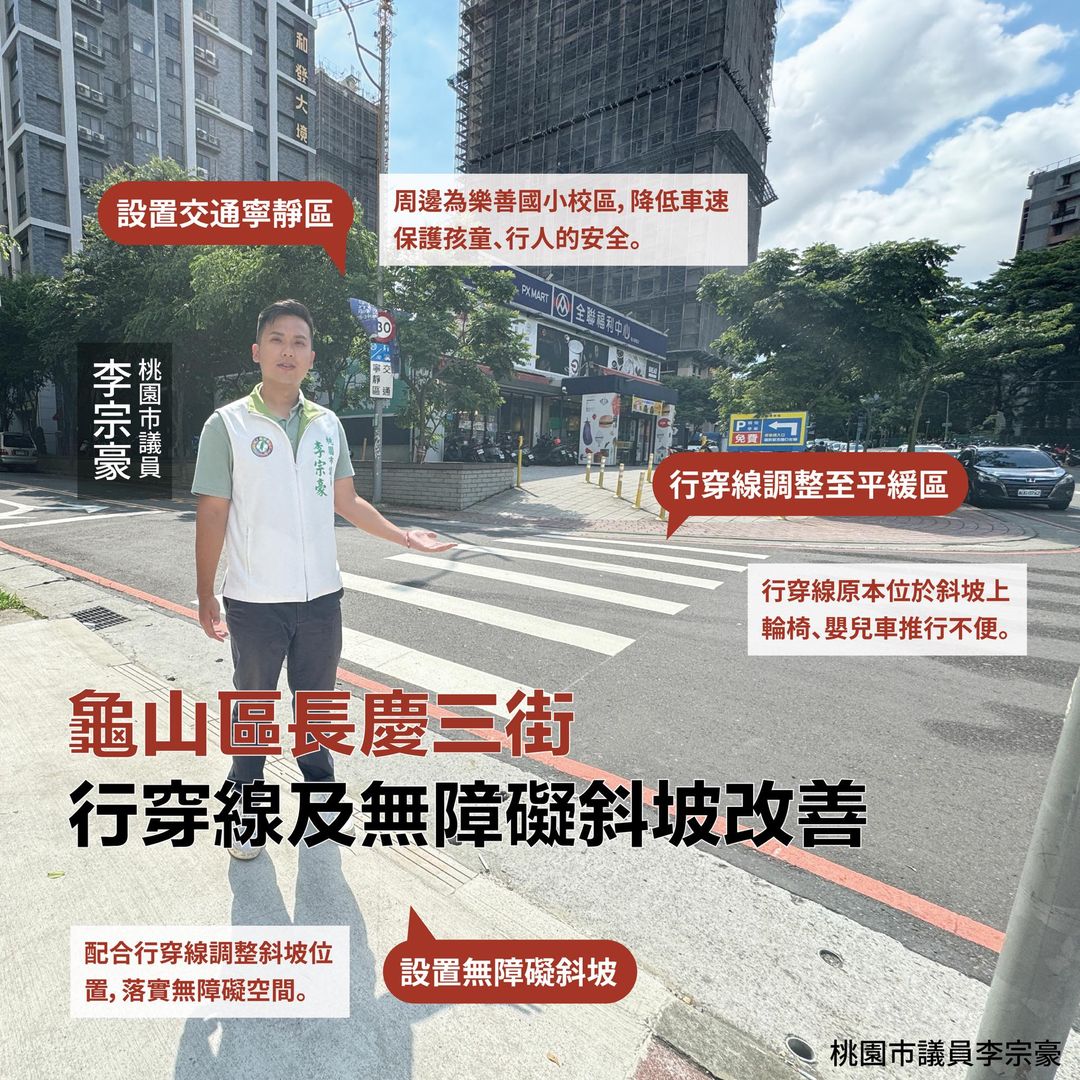 和發大境
設置交通寧靜區
周邊為樂善國小校區，降低車速
保護孩童、行人的安全。
PX MART 全聯福利中心
30
寧靜區
交通
桃園市議員
李宗豪
李宗豪
P
免費
行穿線調整至平緩區
行穿線原本位於斜坡上
輪椅、嬰兒車推行不便。
龜山區長慶三街
行穿線及無障礙斜坡改善
配合行穿線調整斜坡位
置，落實無障礙空間。
設置無障礙斜坡
桃園市議員李宗豪